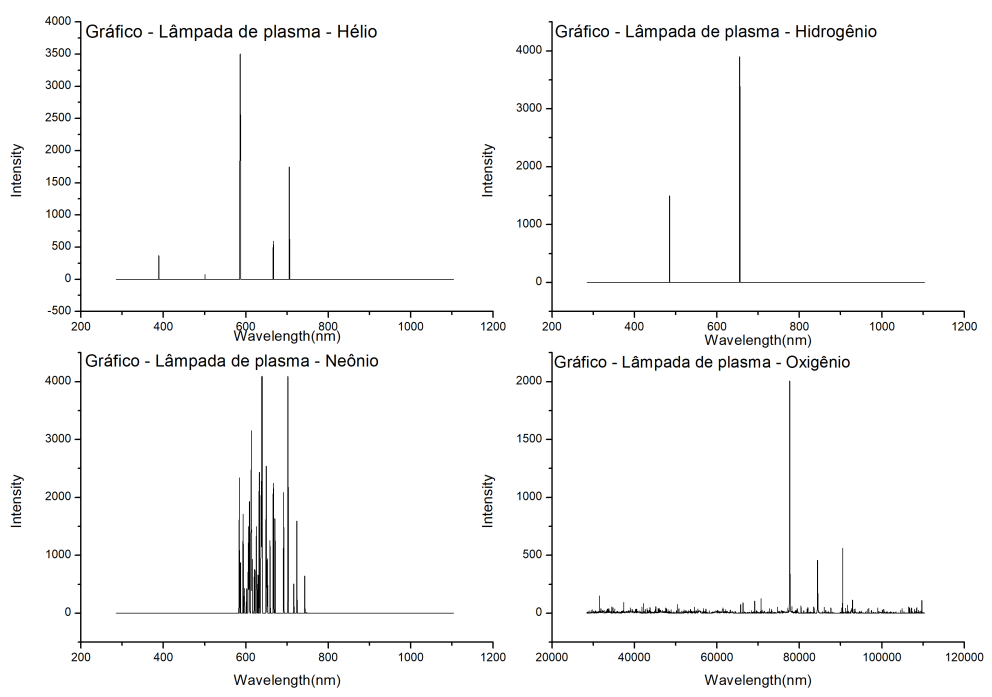 Gráfico - Lâmpada de plasma - Hélio
4000
3500
3000
2500
2000
1500
1000
500
0
-500
Intensity
200 400 600 800 1000 1200
Wavelength(nm)
Gráfico - Lâmpada de plasma - Hidrogênio
4000
3000
2000
1000
0
Intensity
200 400 600 800 1000 1200
Wavelength(nm)
Gráfico - Lâmpada de plasma - Neônio
4000
3000
2000
1000
0
Intensity
200 400 600 800 1000 1200
Wavelength(nm)
Gráfico - Lâmpada de plasma - Oxigênio
2000
1500
1000
500
0
Intensity
20000 40000 60000 80000 100000 120000
Wavelength(nm)